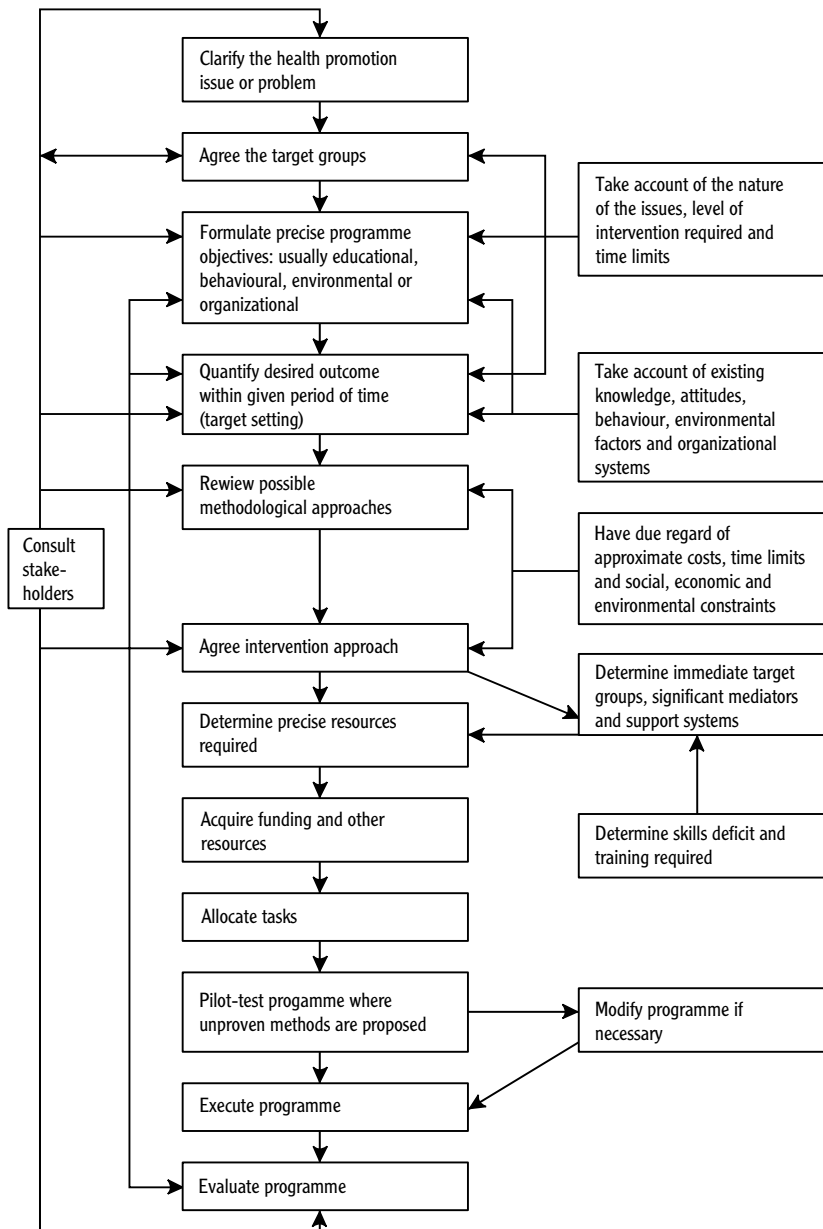 Clarify the health promotion
issue or problem
Agree the target groups
Take account of the nature
of the issues, level of
intervention required and
time limits
Formulate precise programme
objectives: usually educational,
behavioural, environmental or
organizational
Quantify desired outcome
within given period of time
(target setting)
Take account of existing
knowledge, attitudes,
behaviour, environmental
factors and organizational
systems
Rewiew possible
methodological approaches
Consult
stake-
holders
Have due regard of
approximate costs, time limits
and social, economic and
environmental constraints
Agree intervention approach
Determine immediate target
groups, significant mediators
and support systems
Determine precise resources
required
Acquire funding and other
resources
Determine skills deficit and
training required
Allocate tasks
Pilot-test progamme where
unproven methods are proposed
Modify programme if
necessary
Execute programme
Evaluate programme